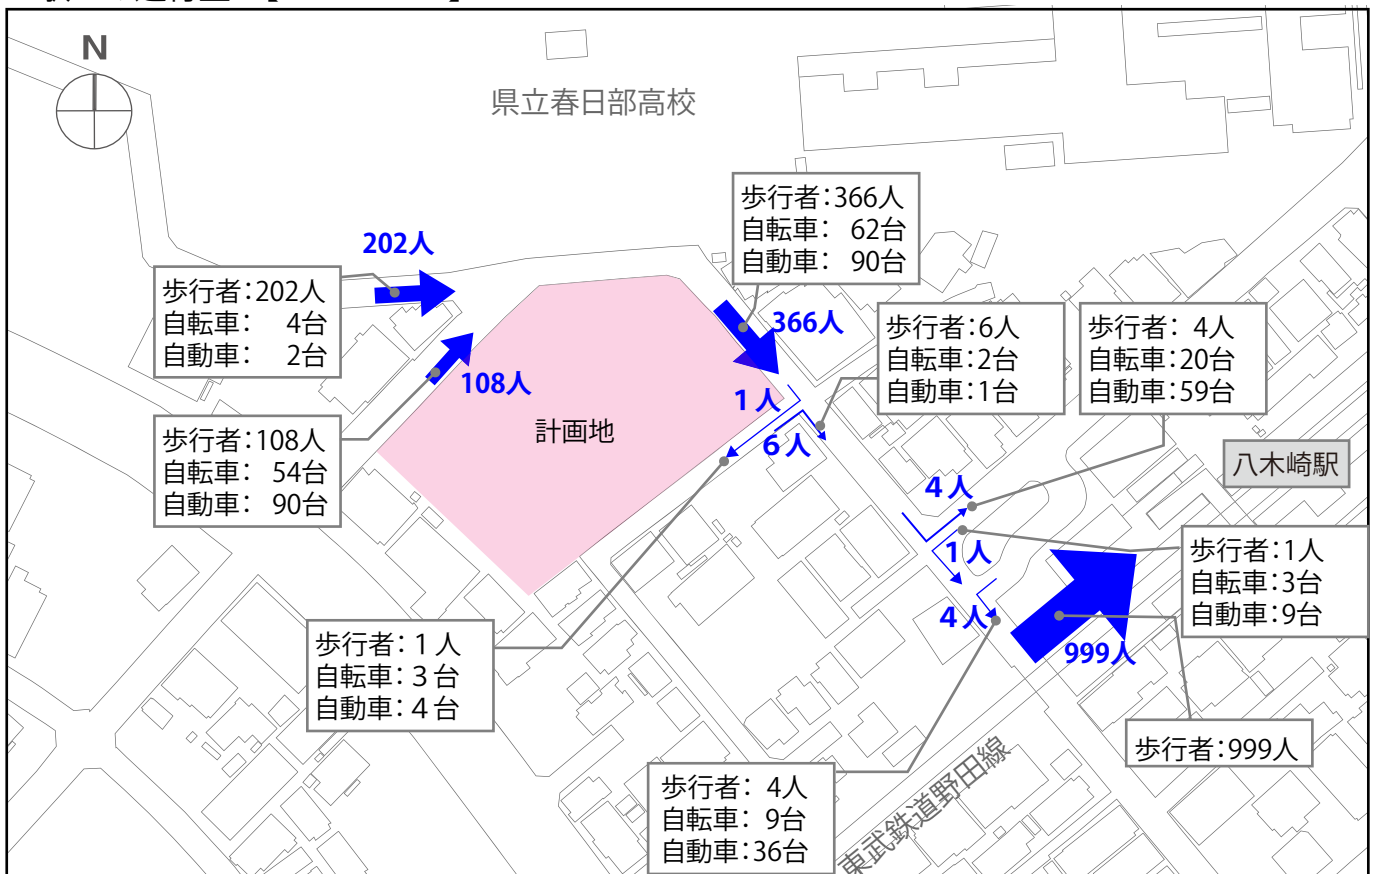 N
県立春日部高校
歩行者:366人
自転車: 62台
自動車: 90台
202人
歩行者:202人
自転車: 4台
自動車: 2台
366人
歩行者:6人
自転車:2台
自動車:1台
歩行者: 4人
自転車:20台
自動車:59台
108人
1人
計画地
6人
歩行者:108人
自転車: 54台
自動車: 90台
八木崎駅
4人
1人
歩行者:1人
自転車:3台
自動車:9台
4人
999人
歩行者:1人
自転車:3台
自動車:4台
歩行者:999人
歩行者: 4人
自転車: 9台
自動車:36台
東武鉄道野田線